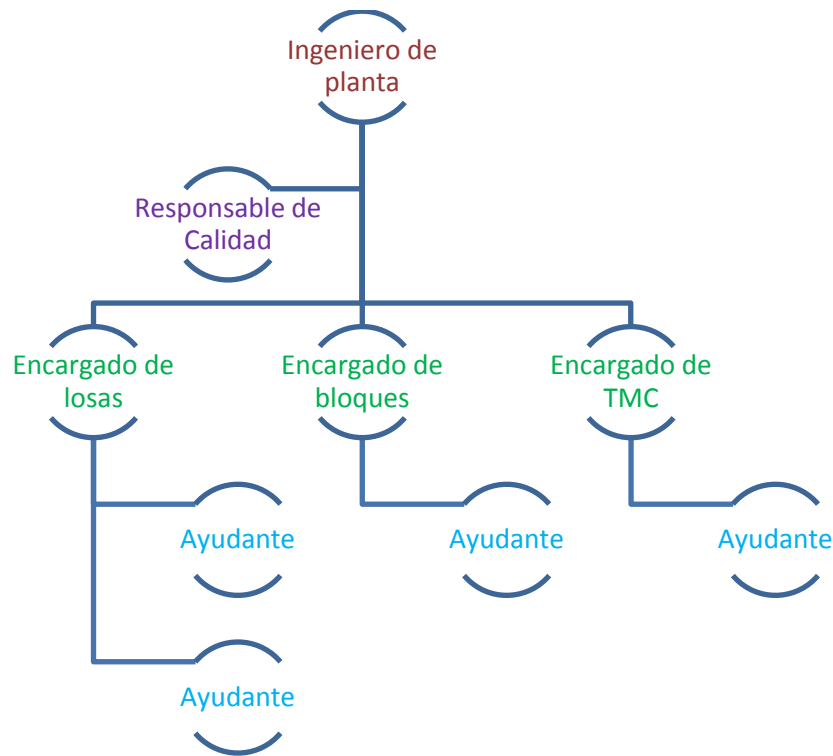 Ingeniero de
planta
Responsable de
Calidad
Encargado de
losas
Encargado de
bloques
Encargado de
TMC
Ayudante
Ayudante
Ayudante
Ayudante